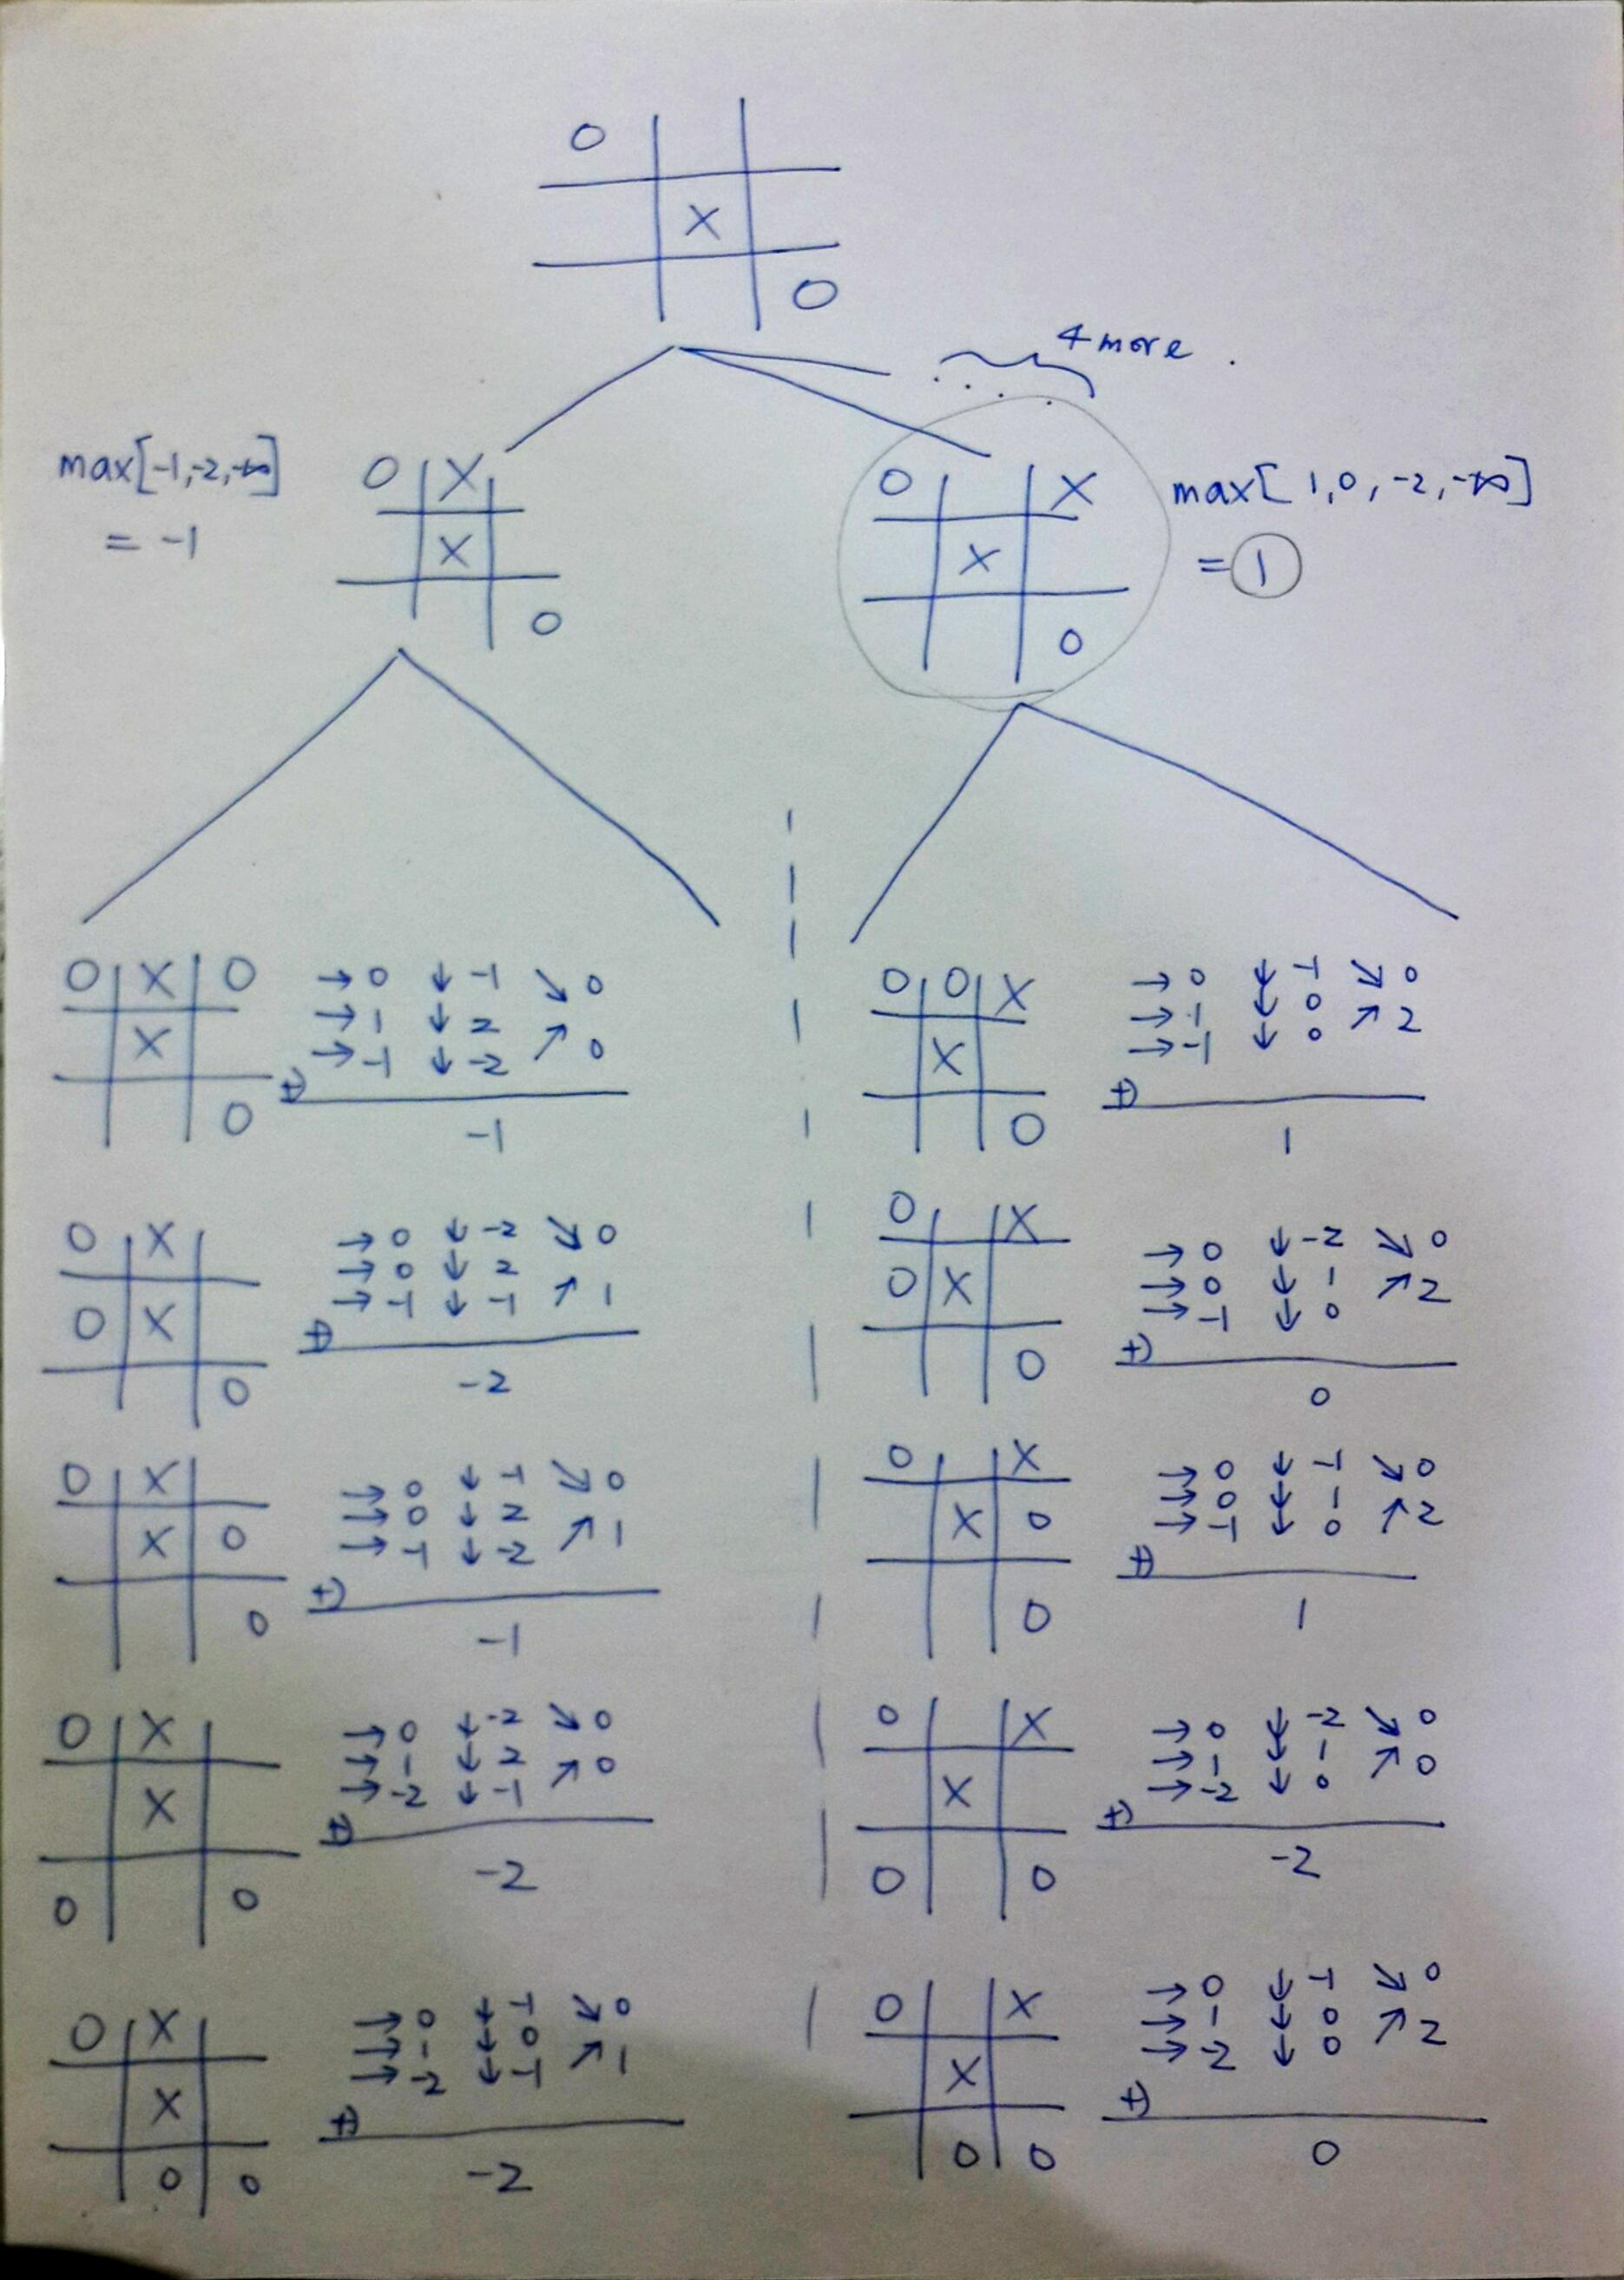 O
X
O
4 more .
max[-1,-2,-∞]
= -1
O X
X
O
O X
X
O
max[ 1,0,-2,-∞]
= 1
O X O
X
O
→ 0 ↓ -1 ↘ 0
→ 1 ↓ 2 ↗ 0
→ -1 ↓ -2
+)
-1
O X
O X
O
→ 0 ↓ -2 ↘ 0
→ 0 ↓ 2 ↗ 1
→ -1 ↓ -1
+)
-2
O X
X O
O
→ 0 ↓ -1 ↘ 0
→ 0 ↓ 2 ↗ 1
→ -1 ↓ -2
+)
-1
O X
X
O O
→ 0 ↓ -2 ↘ 0
→ 1 ↓ 2 ↗ 0
→ -2 ↓ -1
+)
-2
O X
X
O O
→ 0 ↓ -1 ↘ 0
→ 1 ↓ 0 ↗ 1
→ -2 ↓ -1
+)
-2
O O X
X
O
→ 0 ↓ -1 ↘ 0
→ 1 ↓ 0 ↗ 2
→ -1 ↓ 0
+)
1
O X
O X
O
→ 0 ↓ -2 ↘ 0
→ 0 ↓ 1 ↗ 2
→ -1 ↓ 0
+)
0
O X
X O
O
→ 0 ↓ -1 ↘ 0
→ 0 ↓ 1 ↗ 2
→ -1 ↓ 0
+)
1
O X
X
O O
→ 0 ↓ -2 ↘ 0
→ 1 ↓ 1 ↗ 0
→ -2 ↓ 0
+)
-2
O X
X
O O
→ 0 ↓ -1 ↘ 0
→ 1 ↓ 0 ↗ 2
→ -2 ↓ 0
+)
0